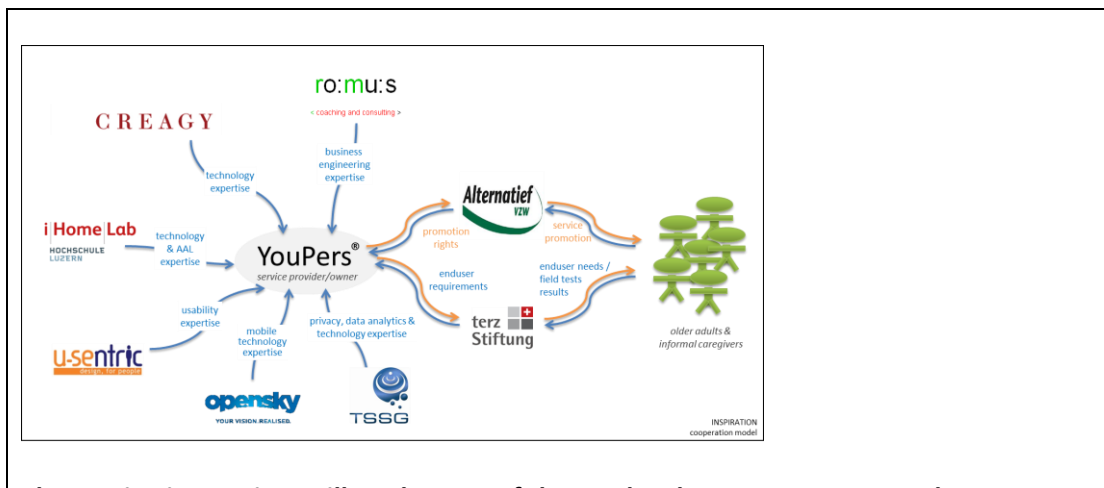 ro:mu:s
< coaching and consulting >
CREAGY
business
engineering
expertise
technology
expertise
Alternatief
VZW
i Home Lab
HOCHSCHULE
LUZERN
technology
& AAL
expertise
YouPers®
service provider/owner
promotion
rights
service
promotion
enduser
requirements
enduser needs /
field tests
results
usability
expertise
mobile
technology
expertise
privacy, data analytics &
technology expertise
terz
Stiftung
older adults &
informal caregivers
u-sentric
design, for people
opensky
YOUR VISION.REALISED.
TSSG
INSPIRATION
cooperation model